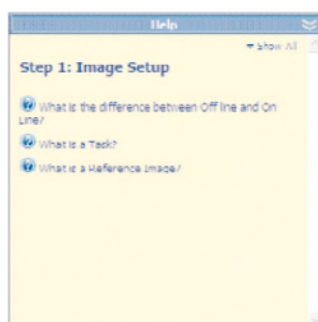 Help
Show All
Step 1: Image Setup
What is the difference between Off line and On
Line?
What is a Task?
What is a Reference Image?